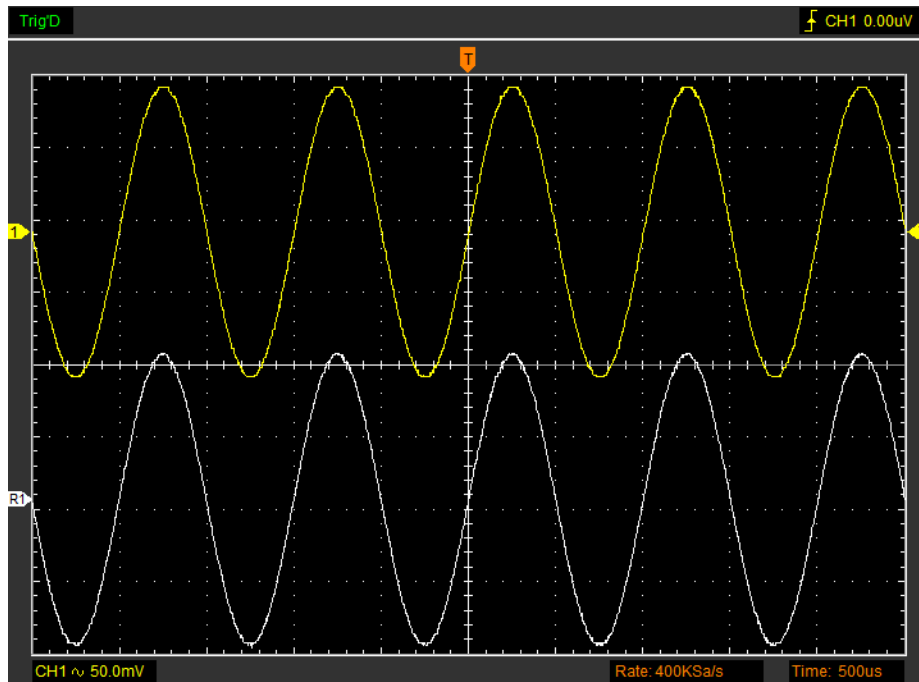 Trig'D
CH1 0.00uV
T
1
R1
CH1 ∿ 50.0mV
Rate: 400KSa/s
Time: 500us